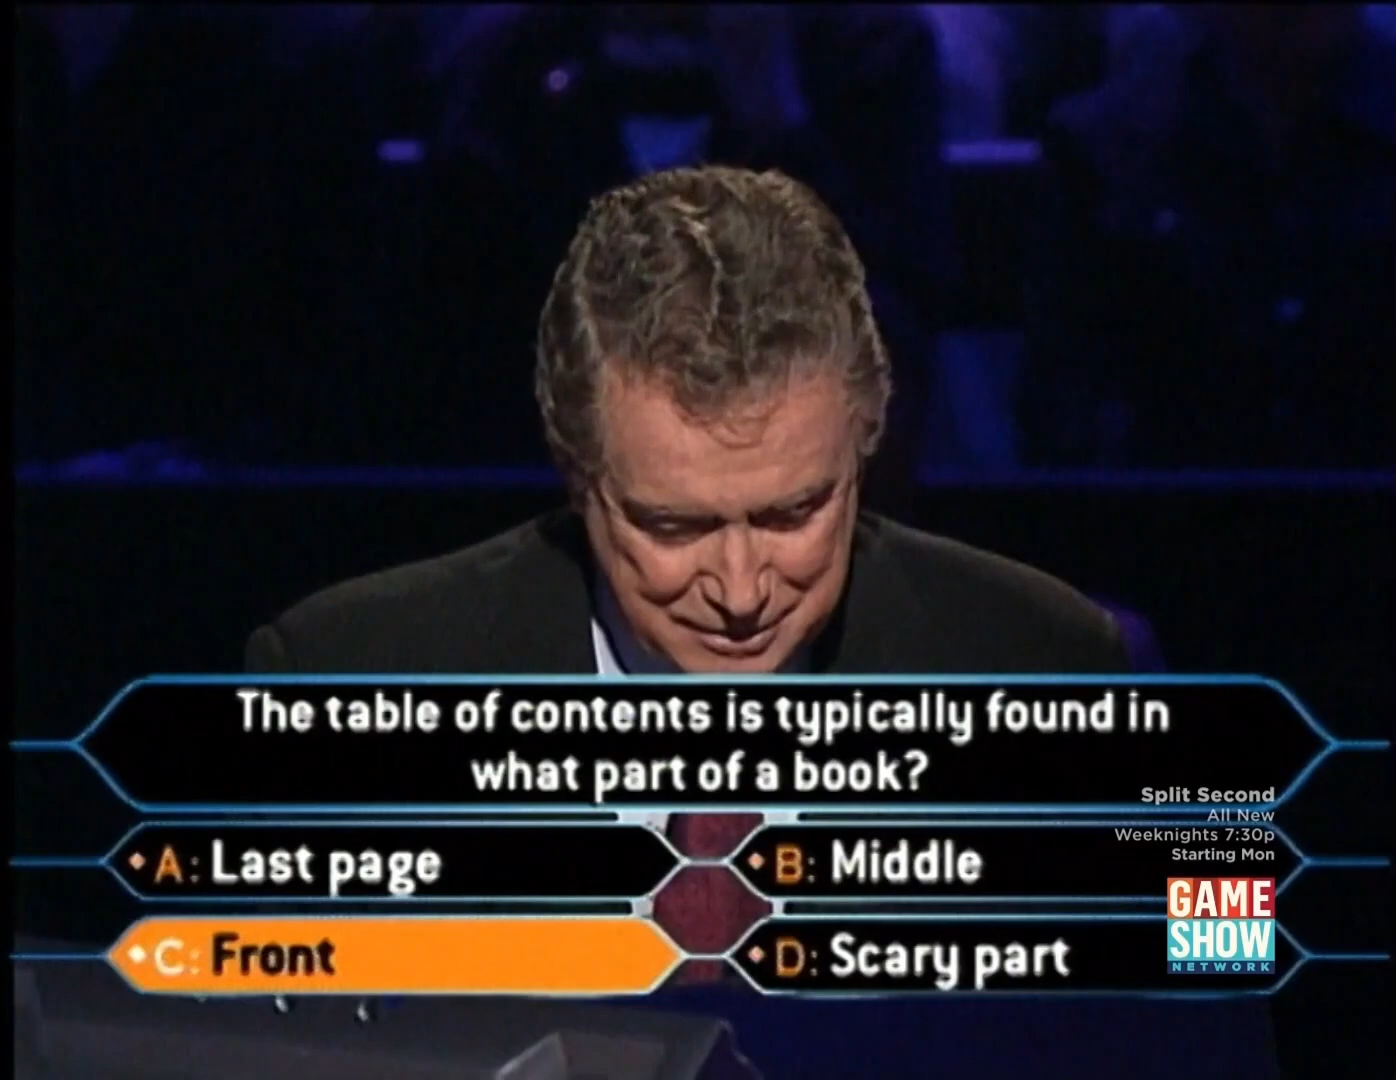 The table of contents is typically found in
what part of a book?
A: Last page
B: Middle
C: Front
D: Scary part
Split Second
All New
Weeknights 7:30p
Starting Mon
GAME
SHOW
NETWORK